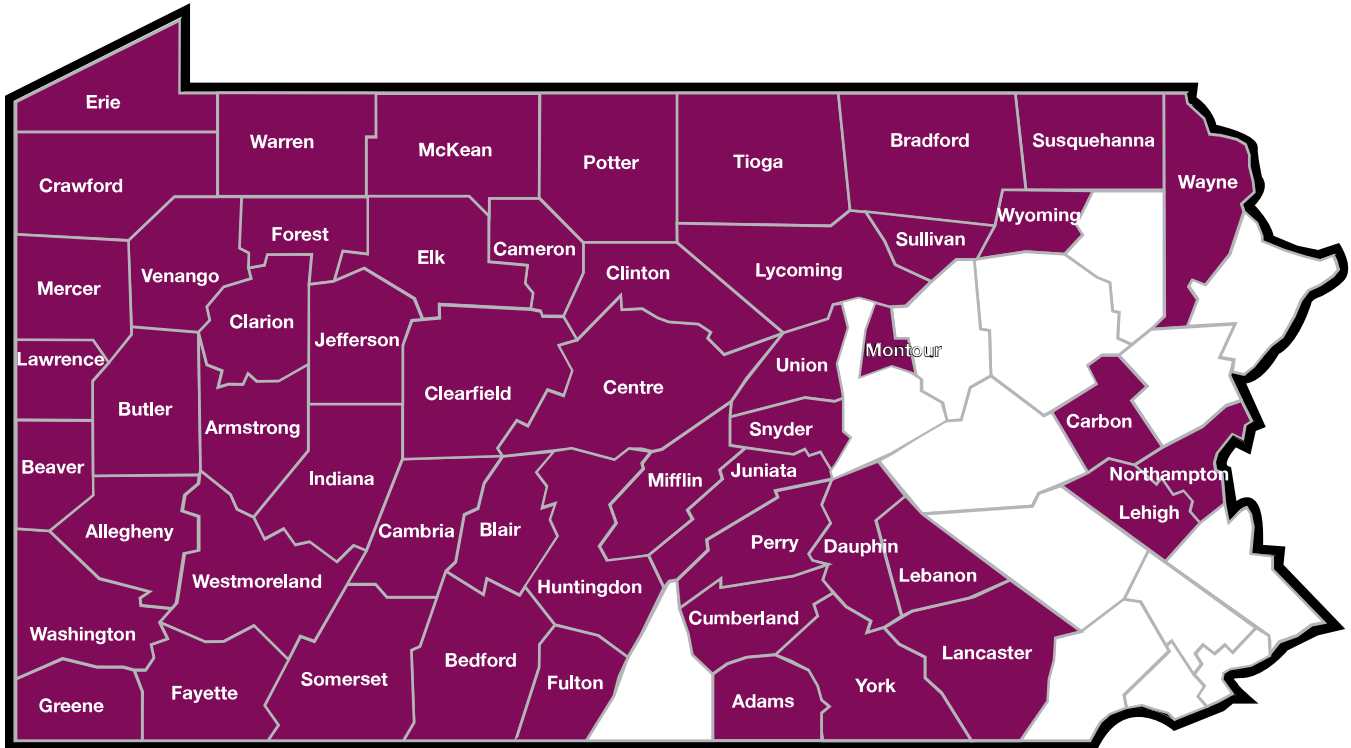 Erie
Warren
McKean
Potter
Tioga
Bradford
Susquehanna
Crawford
Wayne
Wyoming
Forest
Sullivan
Cameron
Elk
Clinton
Lycoming
Venango
Mercer
Clarion
Jefferson
Montour
Lawrence
Union
Centre
Clearfield
Butler
Carbon
Armstrong
Snyder
Beaver
Juniata
Northampton
Indiana
Mifflin
Lehigh
Allegheny
Cambria
Blair
Perry
Dauphin
Lebanon
Westmoreland
Huntingdon
Cumberland
Washington
Lancaster
Bedford
Somerset
Fulton
York
Fayette
Adams
Greene